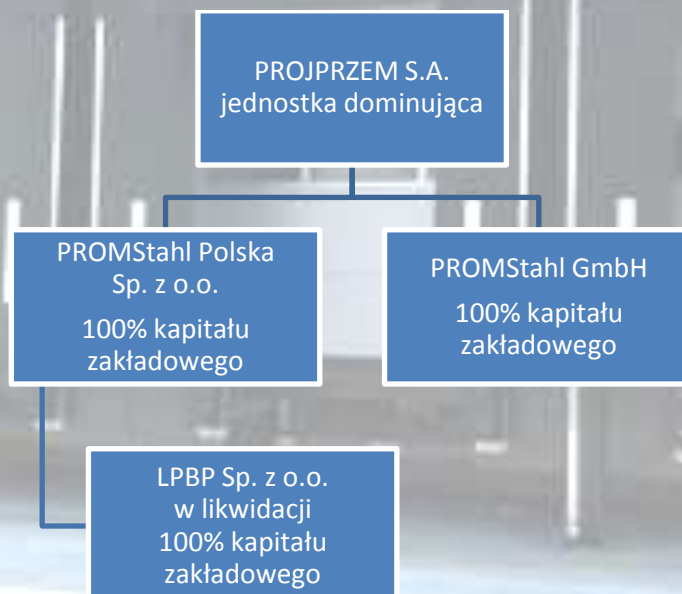 PROJPRZEM S.A.
jednostka dominująca
PROMStahl Polska
Sp. z o.o.
100% kapitału
zakładowego
PROMStahl GmbH
100% kapitału
zakładowego
LPBP Sp. z o.o.
w likwidacji
100% kapitału
zakładowego